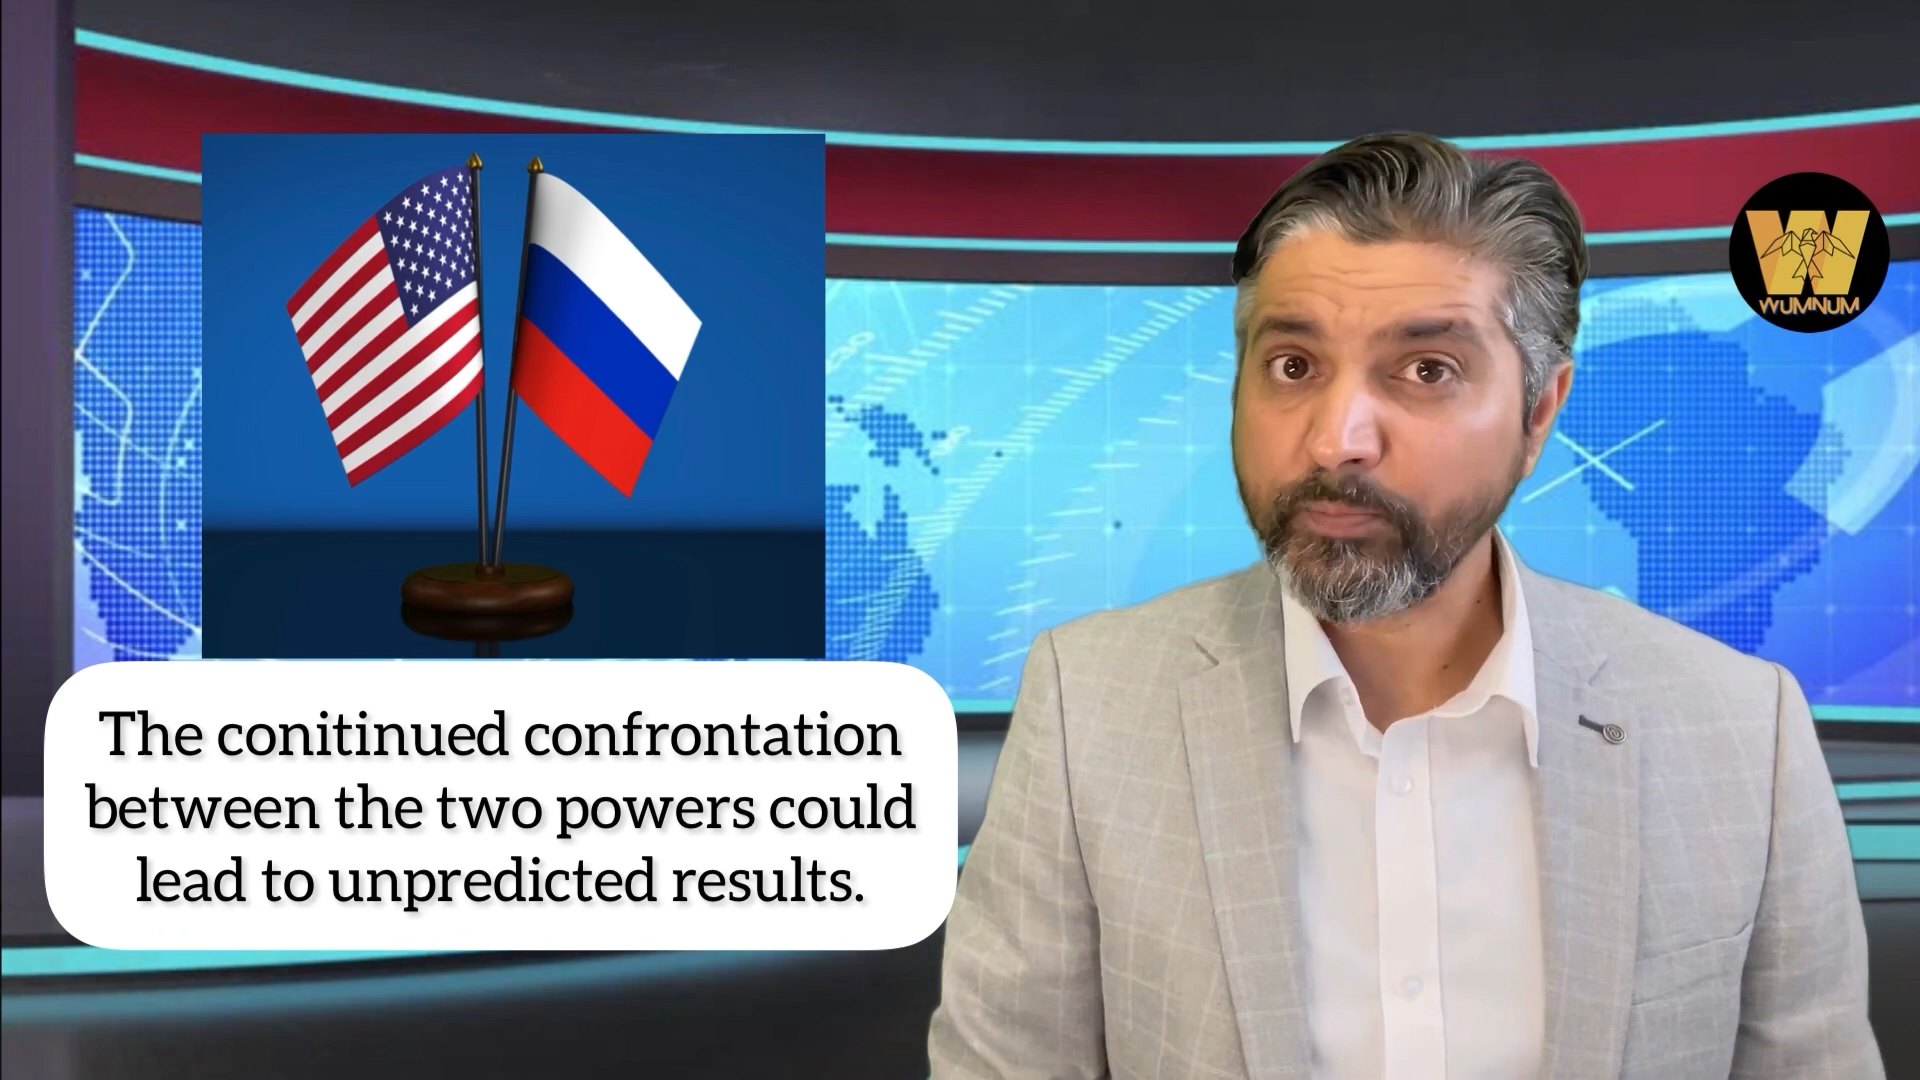 The conitinued confrontation
between the two powers could
lead to unpredicted results.
W
WUMNUM